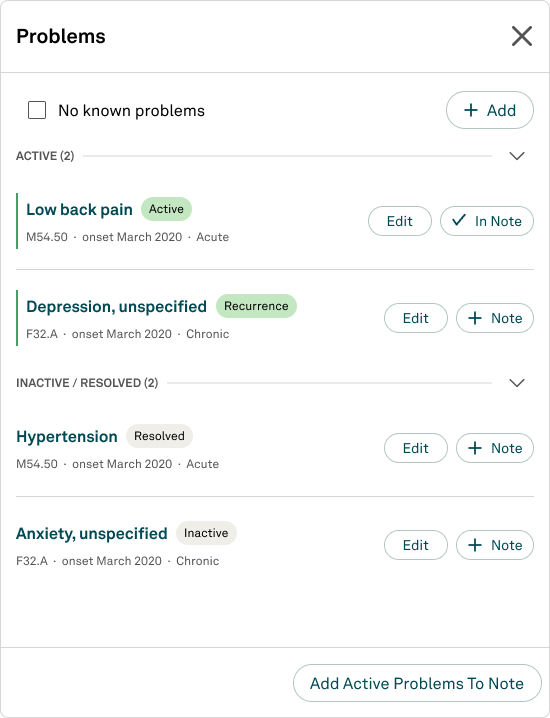 Problems
No known problems
Add
ACTIVE (2)
Low back pain Active
Edit In Note
M54.50 · onset March 2020 · Acute
Depression, unspecified Recurrence
Edit Note
F32.A · onset March 2020 · Chronic
INACTIVE / RESOLVED (2)
Hypertension Resolved
Edit Note
M54.50 · onset March 2020 · Acute
Anxiety, unspecified Inactive
Edit Note
F32.A · onset March 2020 · Chronic
Add Active Problems To Note